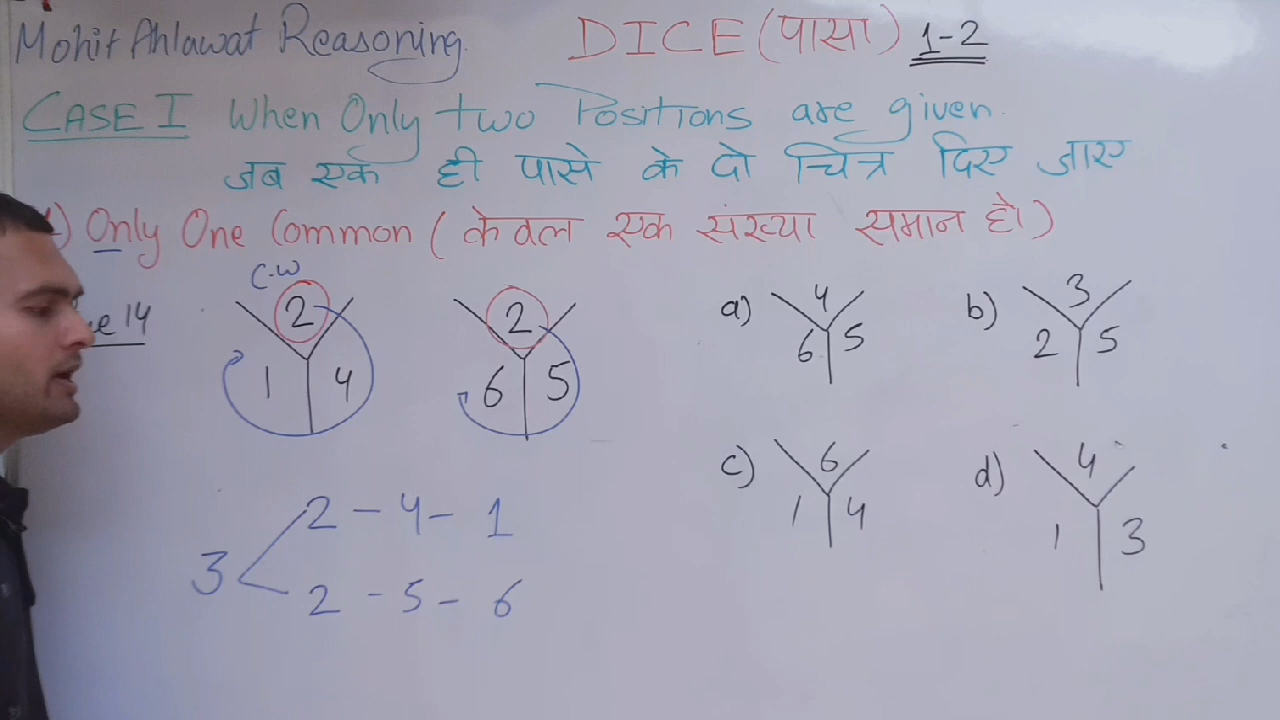 Mohit Ahlawat Reasoning. DICE (पासा) 1-2
CASE I When Only two Positions are given.
जब एक ही पासे के दो चित्र दिए जाए
) Only One Common ( केवल एक संख्या समान हो )
C.W
e 14
2 2
1 4 6 5
a) 4 b) 3
6 5 2 5
c) 6 d) 4
1 4 1 3
2 - 4 - 1
3 <
2 - 5 - 6